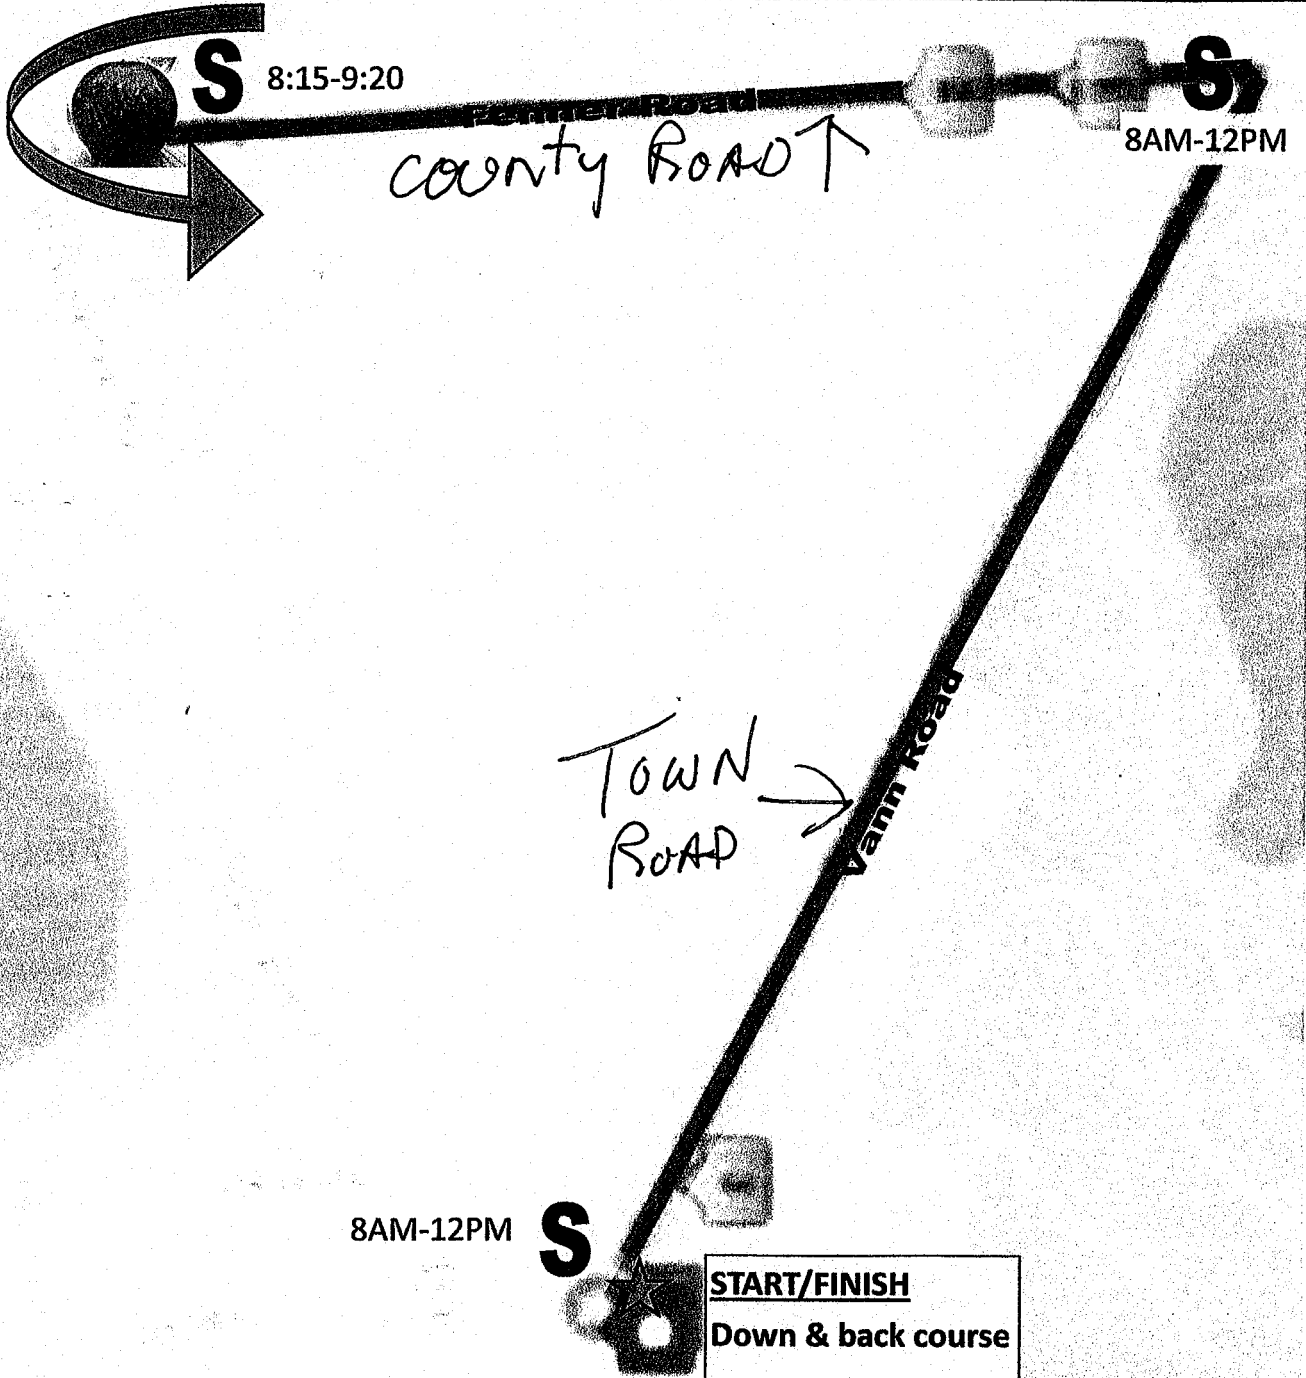 S 8:15-9:20
Fenner Road
S
8AM-12PM
COUNTY ROAD ↑
Vann Road
TOWN →
ROAD
8AM-12PM S
START/FINISH
Down & back course